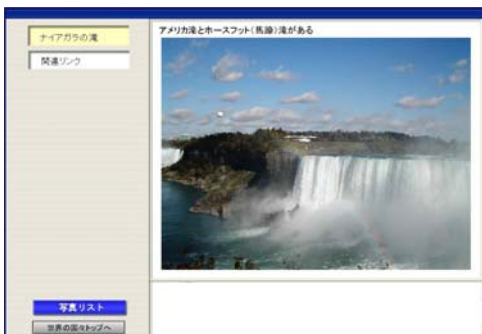 ナイアガラの滝
関連リンク
アメリカ滝とホースフット(馬蹄)滝がある
写真リスト
世界の国々トップへ